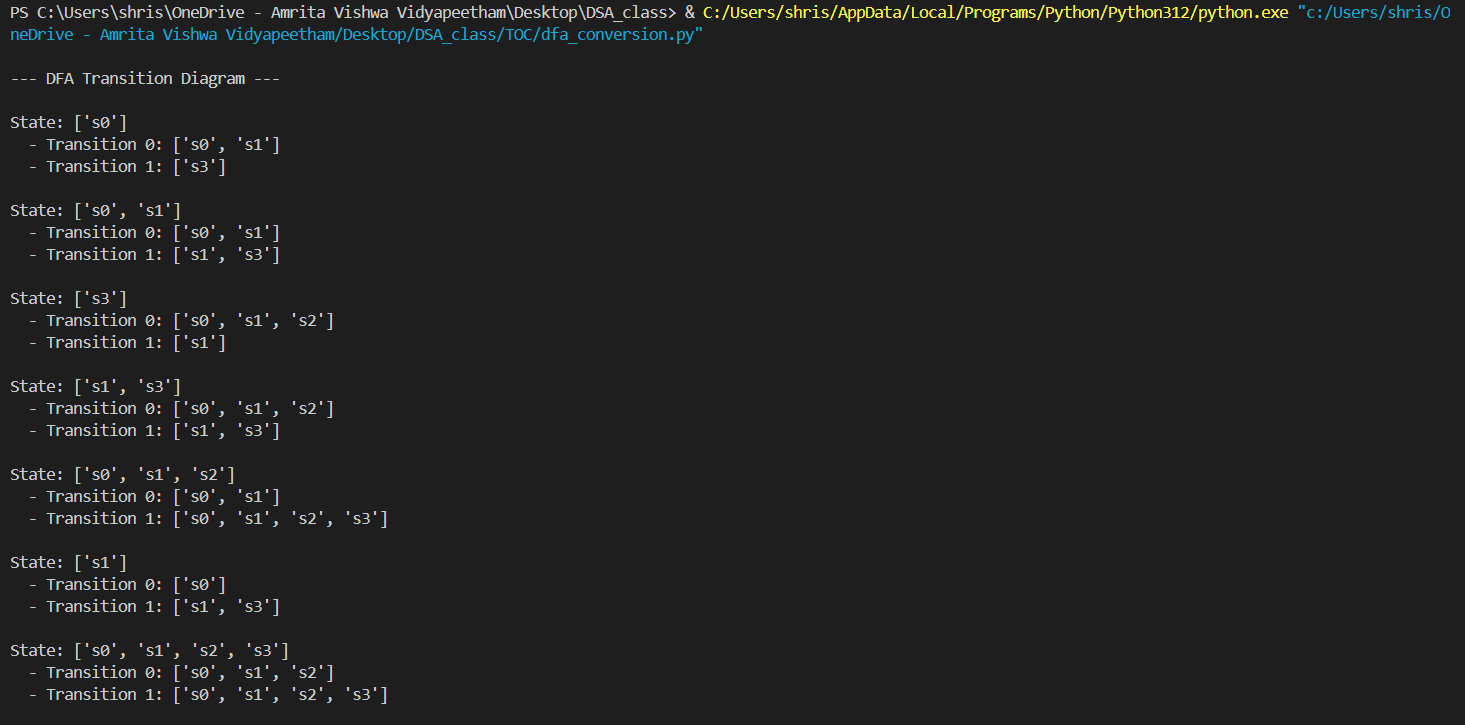 PS C:\Users\shris\OneDrive - Amrita Vishwa Vidyapeetham\Desktop\DSA_class> & C:/Users/shris/AppData/Local/Programs/Python/Python312/python.exe "c:/Users/shris/O
neDrive - Amrita Vishwa Vidyapeetham/Desktop/DSA_class/TOC/dfa_conversion.py"
--- DFA Transition Diagram ---
State: ['s0']
  - Transition 0: ['s0', 's1']
  - Transition 1: ['s3']
State: ['s0', 's1']
  - Transition 0: ['s0', 's1']
  - Transition 1: ['s1', 's3']
State: ['s3']
  - Transition 0: ['s0', 's1', 's2']
  - Transition 1: ['s1']
State: ['s1', 's3']
  - Transition 0: ['s0', 's1', 's2']
  - Transition 1: ['s1', 's3']
State: ['s0', 's1', 's2']
  - Transition 0: ['s0', 's1']
  - Transition 1: ['s0', 's1', 's2', 's3']
State: ['s1']
  - Transition 0: ['s0']
  - Transition 1: ['s1', 's3']
State: ['s0', 's1', 's2', 's3']
  - Transition 0: ['s0', 's1', 's2']
  - Transition 1: ['s0', 's1', 's2', 's3']